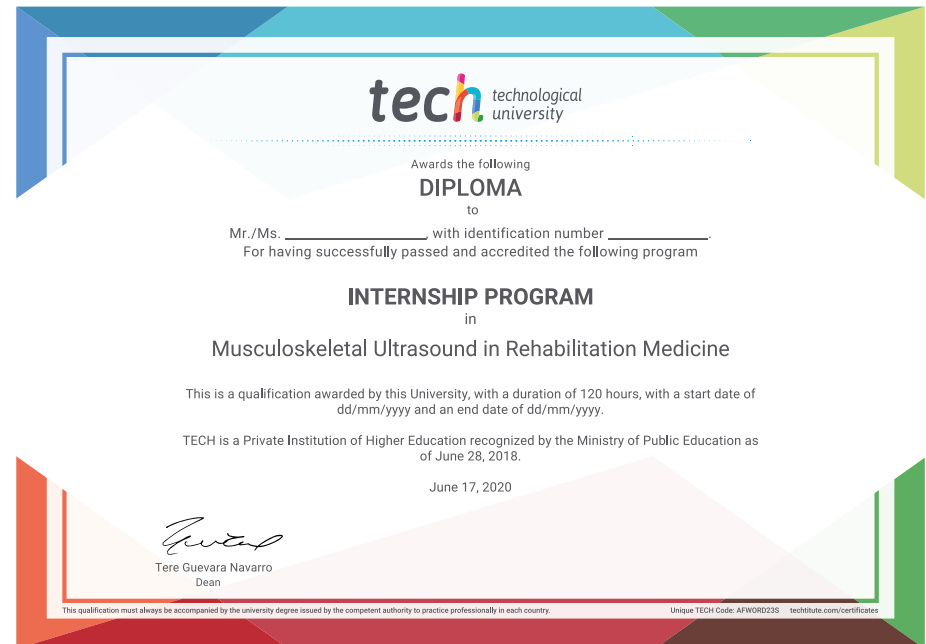 tech technological
university
Awards the following
DIPLOMA
to
Mr./Ms. ____________________, with identification number ______________.
For having successfully passed and accredited the following program
INTERNSHIP PROGRAM
in
Musculoskeletal Ultrasound in Rehabilitation Medicine
This is a qualification awarded by this University, with a duration of 120 hours, with a start date of
dd/mm/yyyy and an end date of dd/mm/yyyy.
TECH is a Private Institution of Higher Education recognized by the Ministry of Public Education as
of June 28, 2018.
June 17, 2020
Tere Guevara Navarro
Dean
This qualification must always be accompanied by the university degree issued by the competent authority to practice professionally in each country. Unique TECH Code: AFWORD23S techtitute.com/certificates